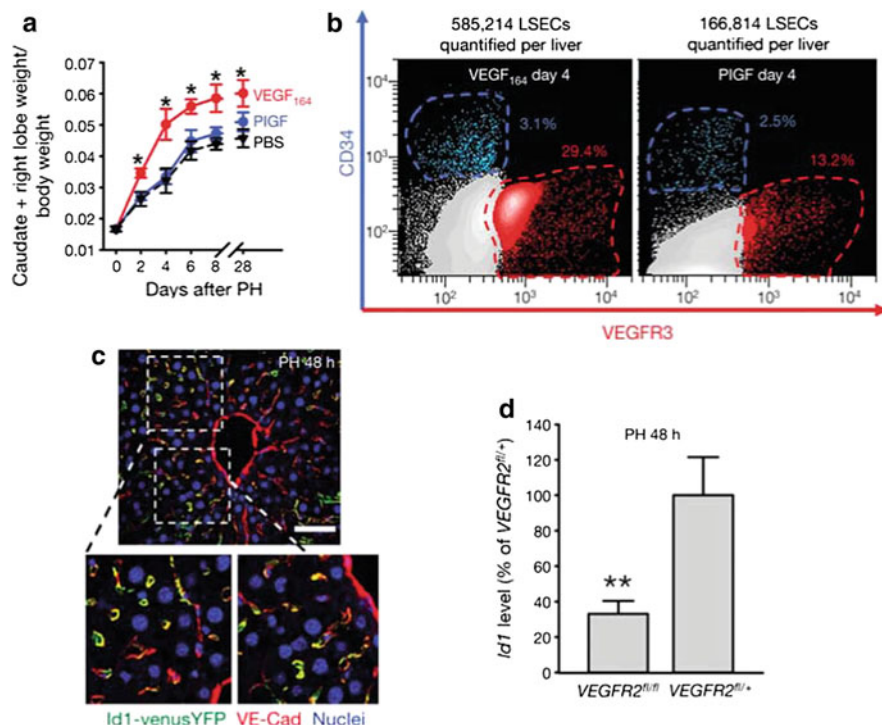 a
Caudate + right lobe weight/
body weight
0.07
0.06
0.05
0.04
0.03
0.02
0.01
* * * * *
*
VEGF164
PlGF
PBS
0 2 4 6 8 28
Days after PH
b
585,214 LSECs
quantified per liver
166,814 LSECs
quantified per liver
CD34
10^4
10^3
10^2
VEGF164 day 4
3.1%
29.4%
PlGF day 4
2.5%
13.2%
10^2 10^3 10^4
10^2 10^3 10^4
VEGFR3
c
PH 48 h
Id1-venusYFP VE-Cad Nuclei
d
Id1 level (% of VEGFR2fl/+)
140
120
100
80
60
40
20
0
PH 48 h
**
VEGFR2fl/fl VEGFR2fl/+